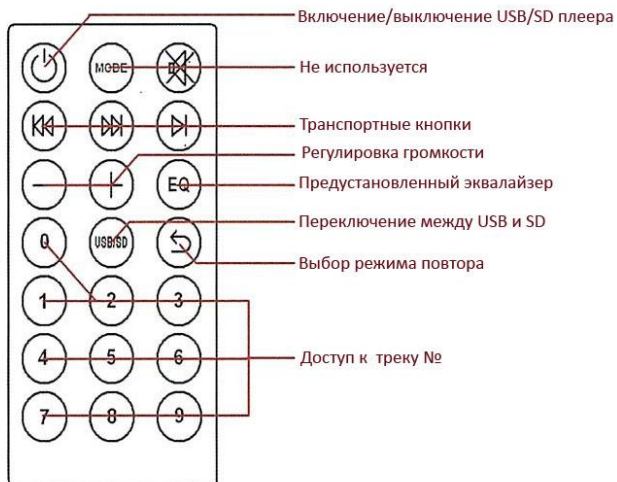 Включение/выключение USB/SD плеера
MODE
Не используется
Транспортные кнопки
Регулировка громкости
EQ
Предустановленный эквалайзер
Переключение между USB и SD
0
USB/SD
Выбор режима повтора
1 2 3
4 5 6
Доступ к треку №
7 8 9